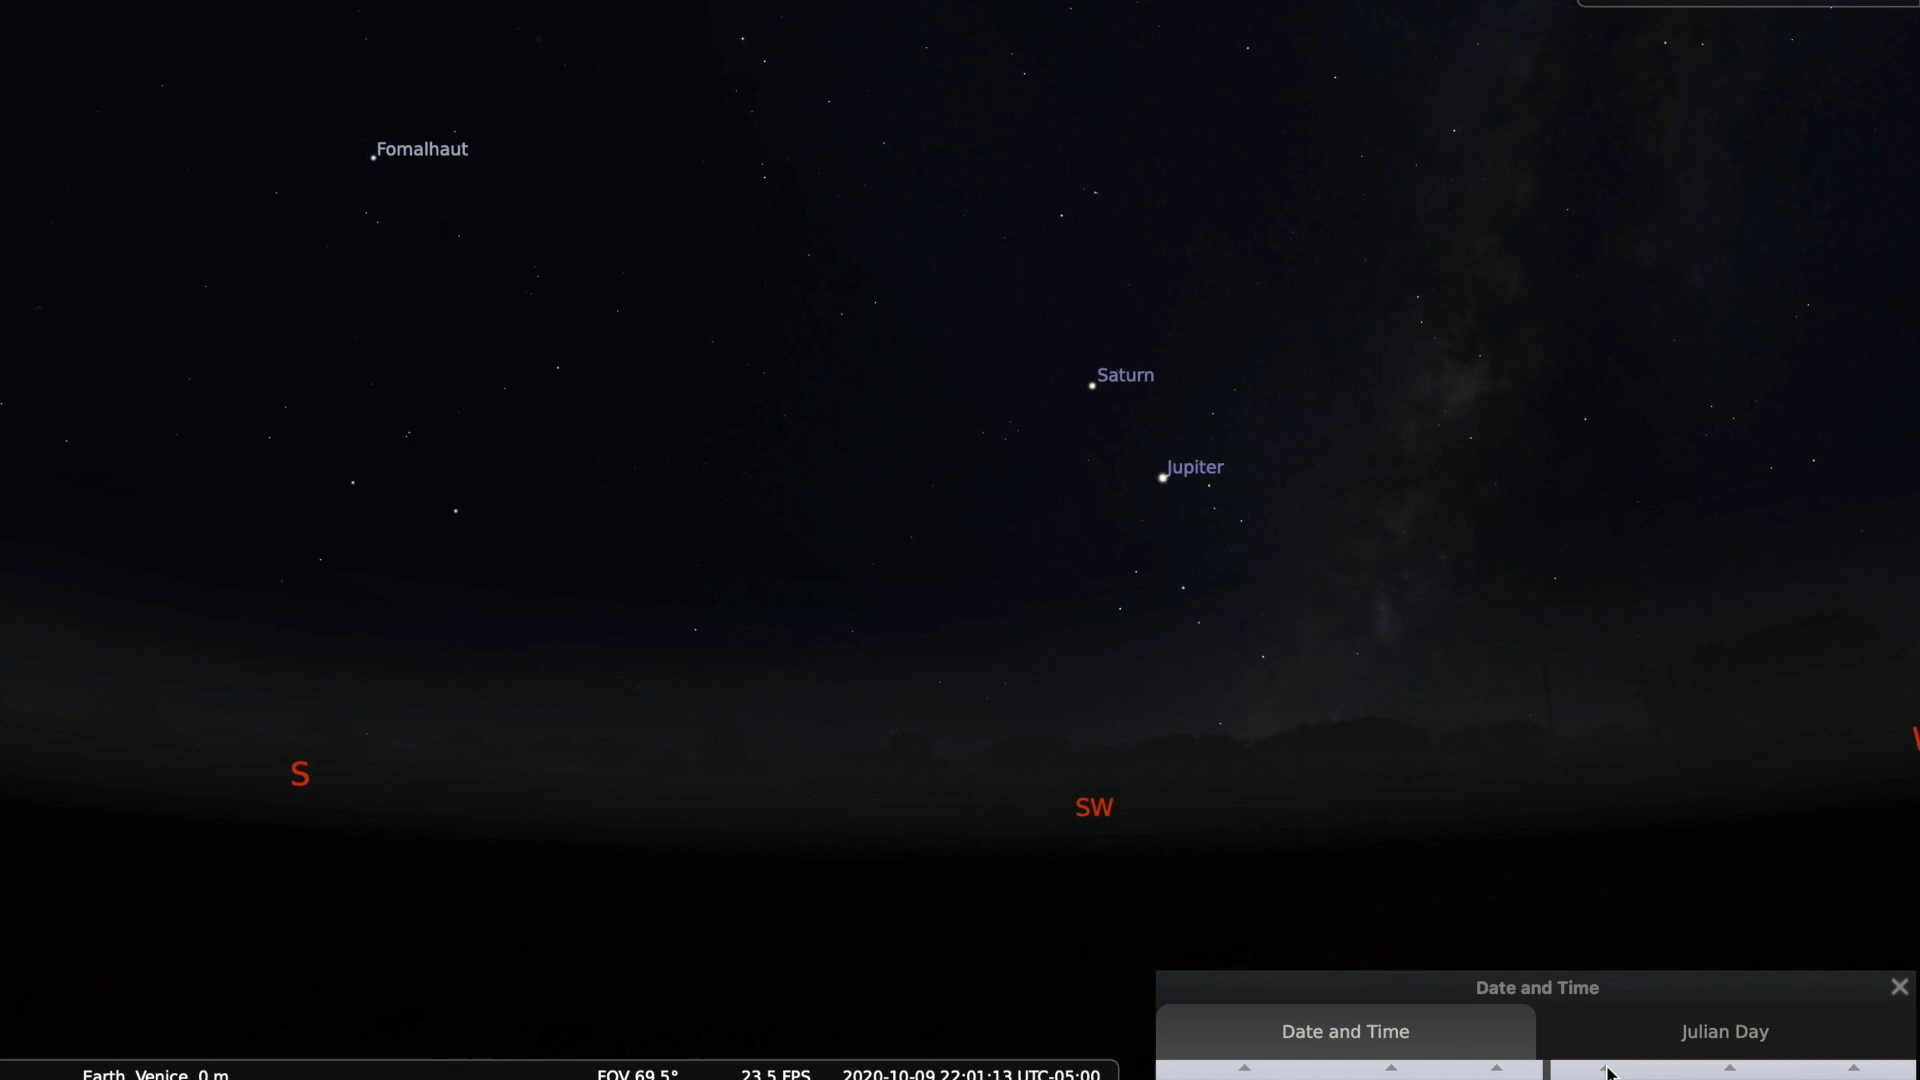 Fomalhaut
Saturn
Jupiter
S
SW
Date and Time
Date and Time
Julian Day
Earth, Venice, 0 m
FOV 69.5°
23.5 FPS
2020-10-09 22:01:13 UTC-05:00